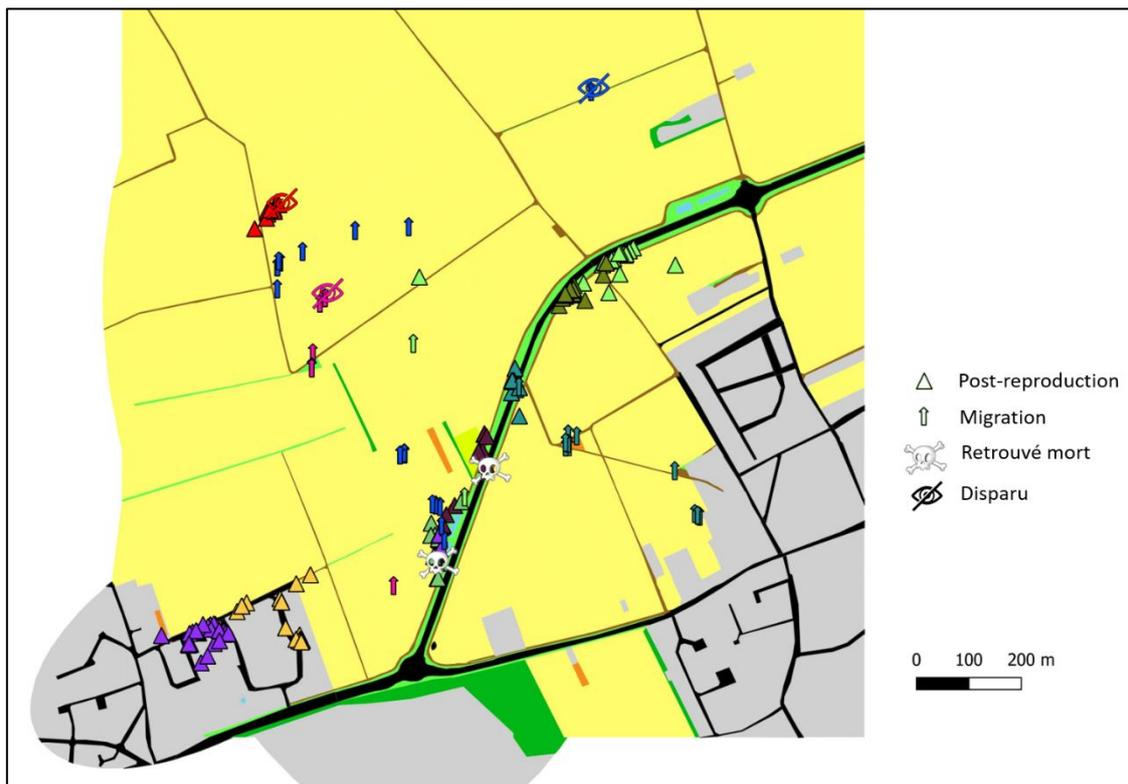 Post-reproduction
Migration
Retrouvé mort
Disparu
0 100 200 m